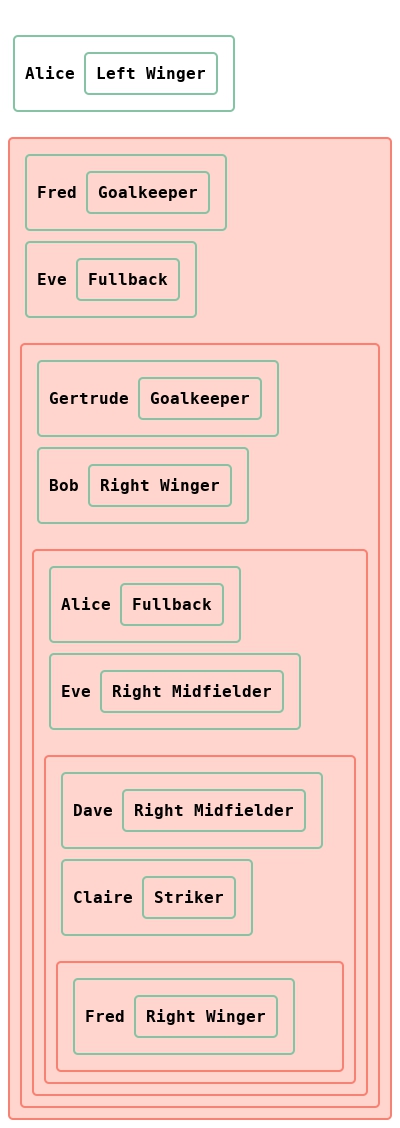 Alice Left Winger
Fred Goalkeeper
Eve Fullback
Gertrude Goalkeeper
Bob Right Winger
Alice Fullback
Eve Right Midfielder
Dave Right Midfielder
Claire Striker
Fred Right Winger